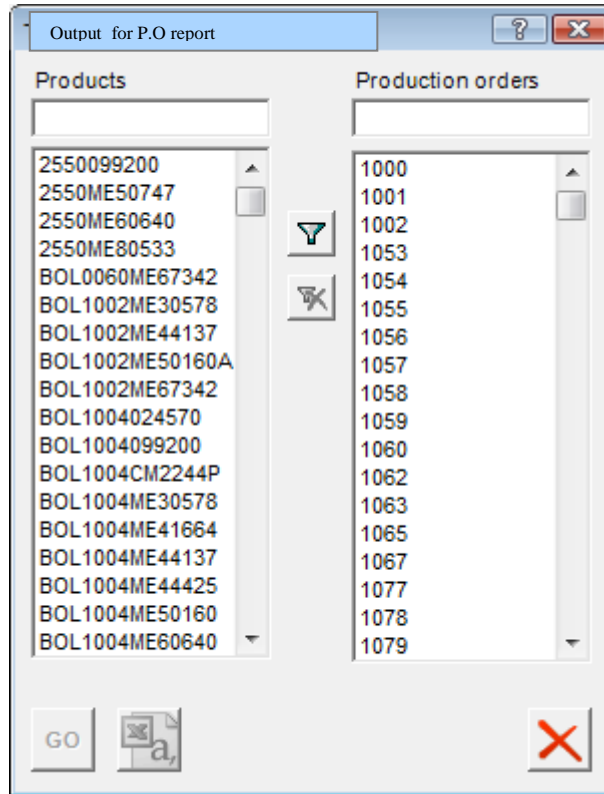 Output for P.O report
?
Products
2550099200
2550ME50747
2550ME60640
2550ME80533
BOL0060ME67342
BOL1002ME30578
BOL1002ME44137
BOL1002ME50160A
BOL1002ME67342
BOL1004024570
BOL1004099200
BOL1004CM2244P
BOL1004ME30578
BOL1004ME41664
BOL1004ME44137
BOL1004ME44425
BOL1004ME50160
BOL1004ME60640
Production orders
1000
1001
1002
1053
1054
1055
1056
1057
1058
1059
1060
1062
1063
1065
1067
1077
1078
1079
GO
a,